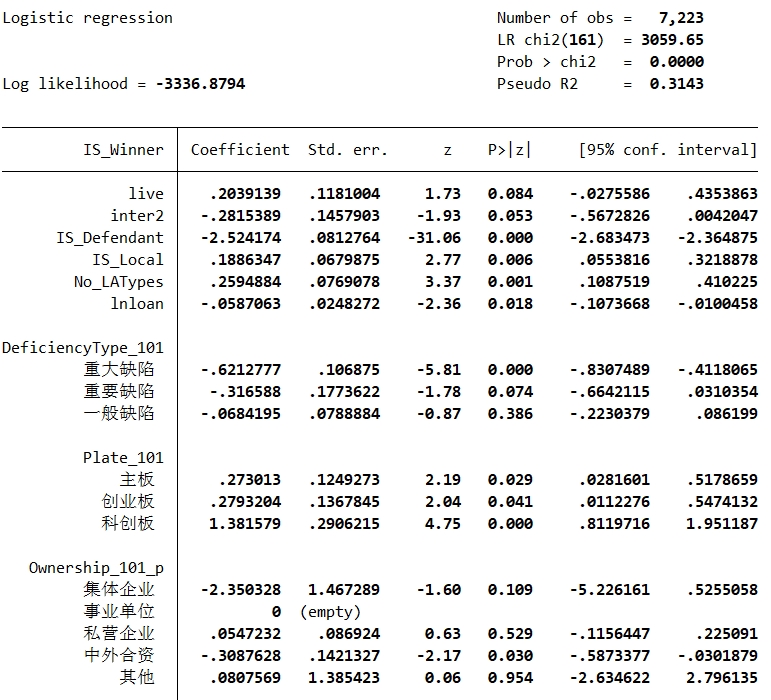 Logistic regression Number of obs = 7,223
LR chi2(161) = 3059.65
Prob > chi2 = 0.0000
Log likelihood = -3336.8794 Pseudo R2 = 0.3143
IS_Winner Coefficient Std. err. z P>|z| [95% conf. interval]
live .2039139 .1181004 1.73 0.084 -.0275586 .4353863
inter2 -.2815389 .1457903 -1.93 0.053 -.5672826 .0042047
IS_Defendant -2.524174 .0812764 -31.06 0.000 -2.683473 -2.364875
IS_Local .1886347 .0679875 2.77 0.006 .0553816 .3218878
No_LATypes .2594884 .0769078 3.37 0.001 .1087519 .410225
lnloan -.0587063 .0248272 -2.36 0.018 -.1073668 -.0100458
DeficiencyType_101
重大缺陷 -.6212777 .106875 -5.81 0.000 -.8307489 -.4118065
重要缺陷 -.316588 .1773622 -1.78 0.074 -.6642115 .0310354
一般缺陷 -.0684195 .0788884 -0.87 0.386 -.2230379 .086199
Plate_101
主板 .273013 .1249273 2.19 0.029 .0281601 .5178659
创业板 .2793204 .1367845 2.04 0.041 .0112276 .5474132
科创板 1.381579 .2906215 4.75 0.000 .8119716 1.951187
Ownership_101_p
集体企业 -2.350328 1.467289 -1.60 0.109 -5.226161 .5255058
事业单位 0 (empty)
私营企业 .0547232 .086924 0.63 0.529 -.1156447 .225091
中外合资 -.3087628 .1421327 -2.17 0.030 -.5873377 -.0301879
其他 .0807569 1.385423 0.06 0.954 -2.634622 2.796135